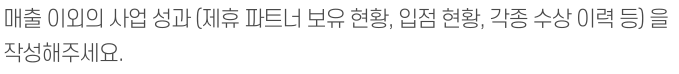 매출 이외의 사업 성과 (제휴 파트너 보유 현황, 입점 현황, 각종 수상 이력 등) 을
작성해주세요.